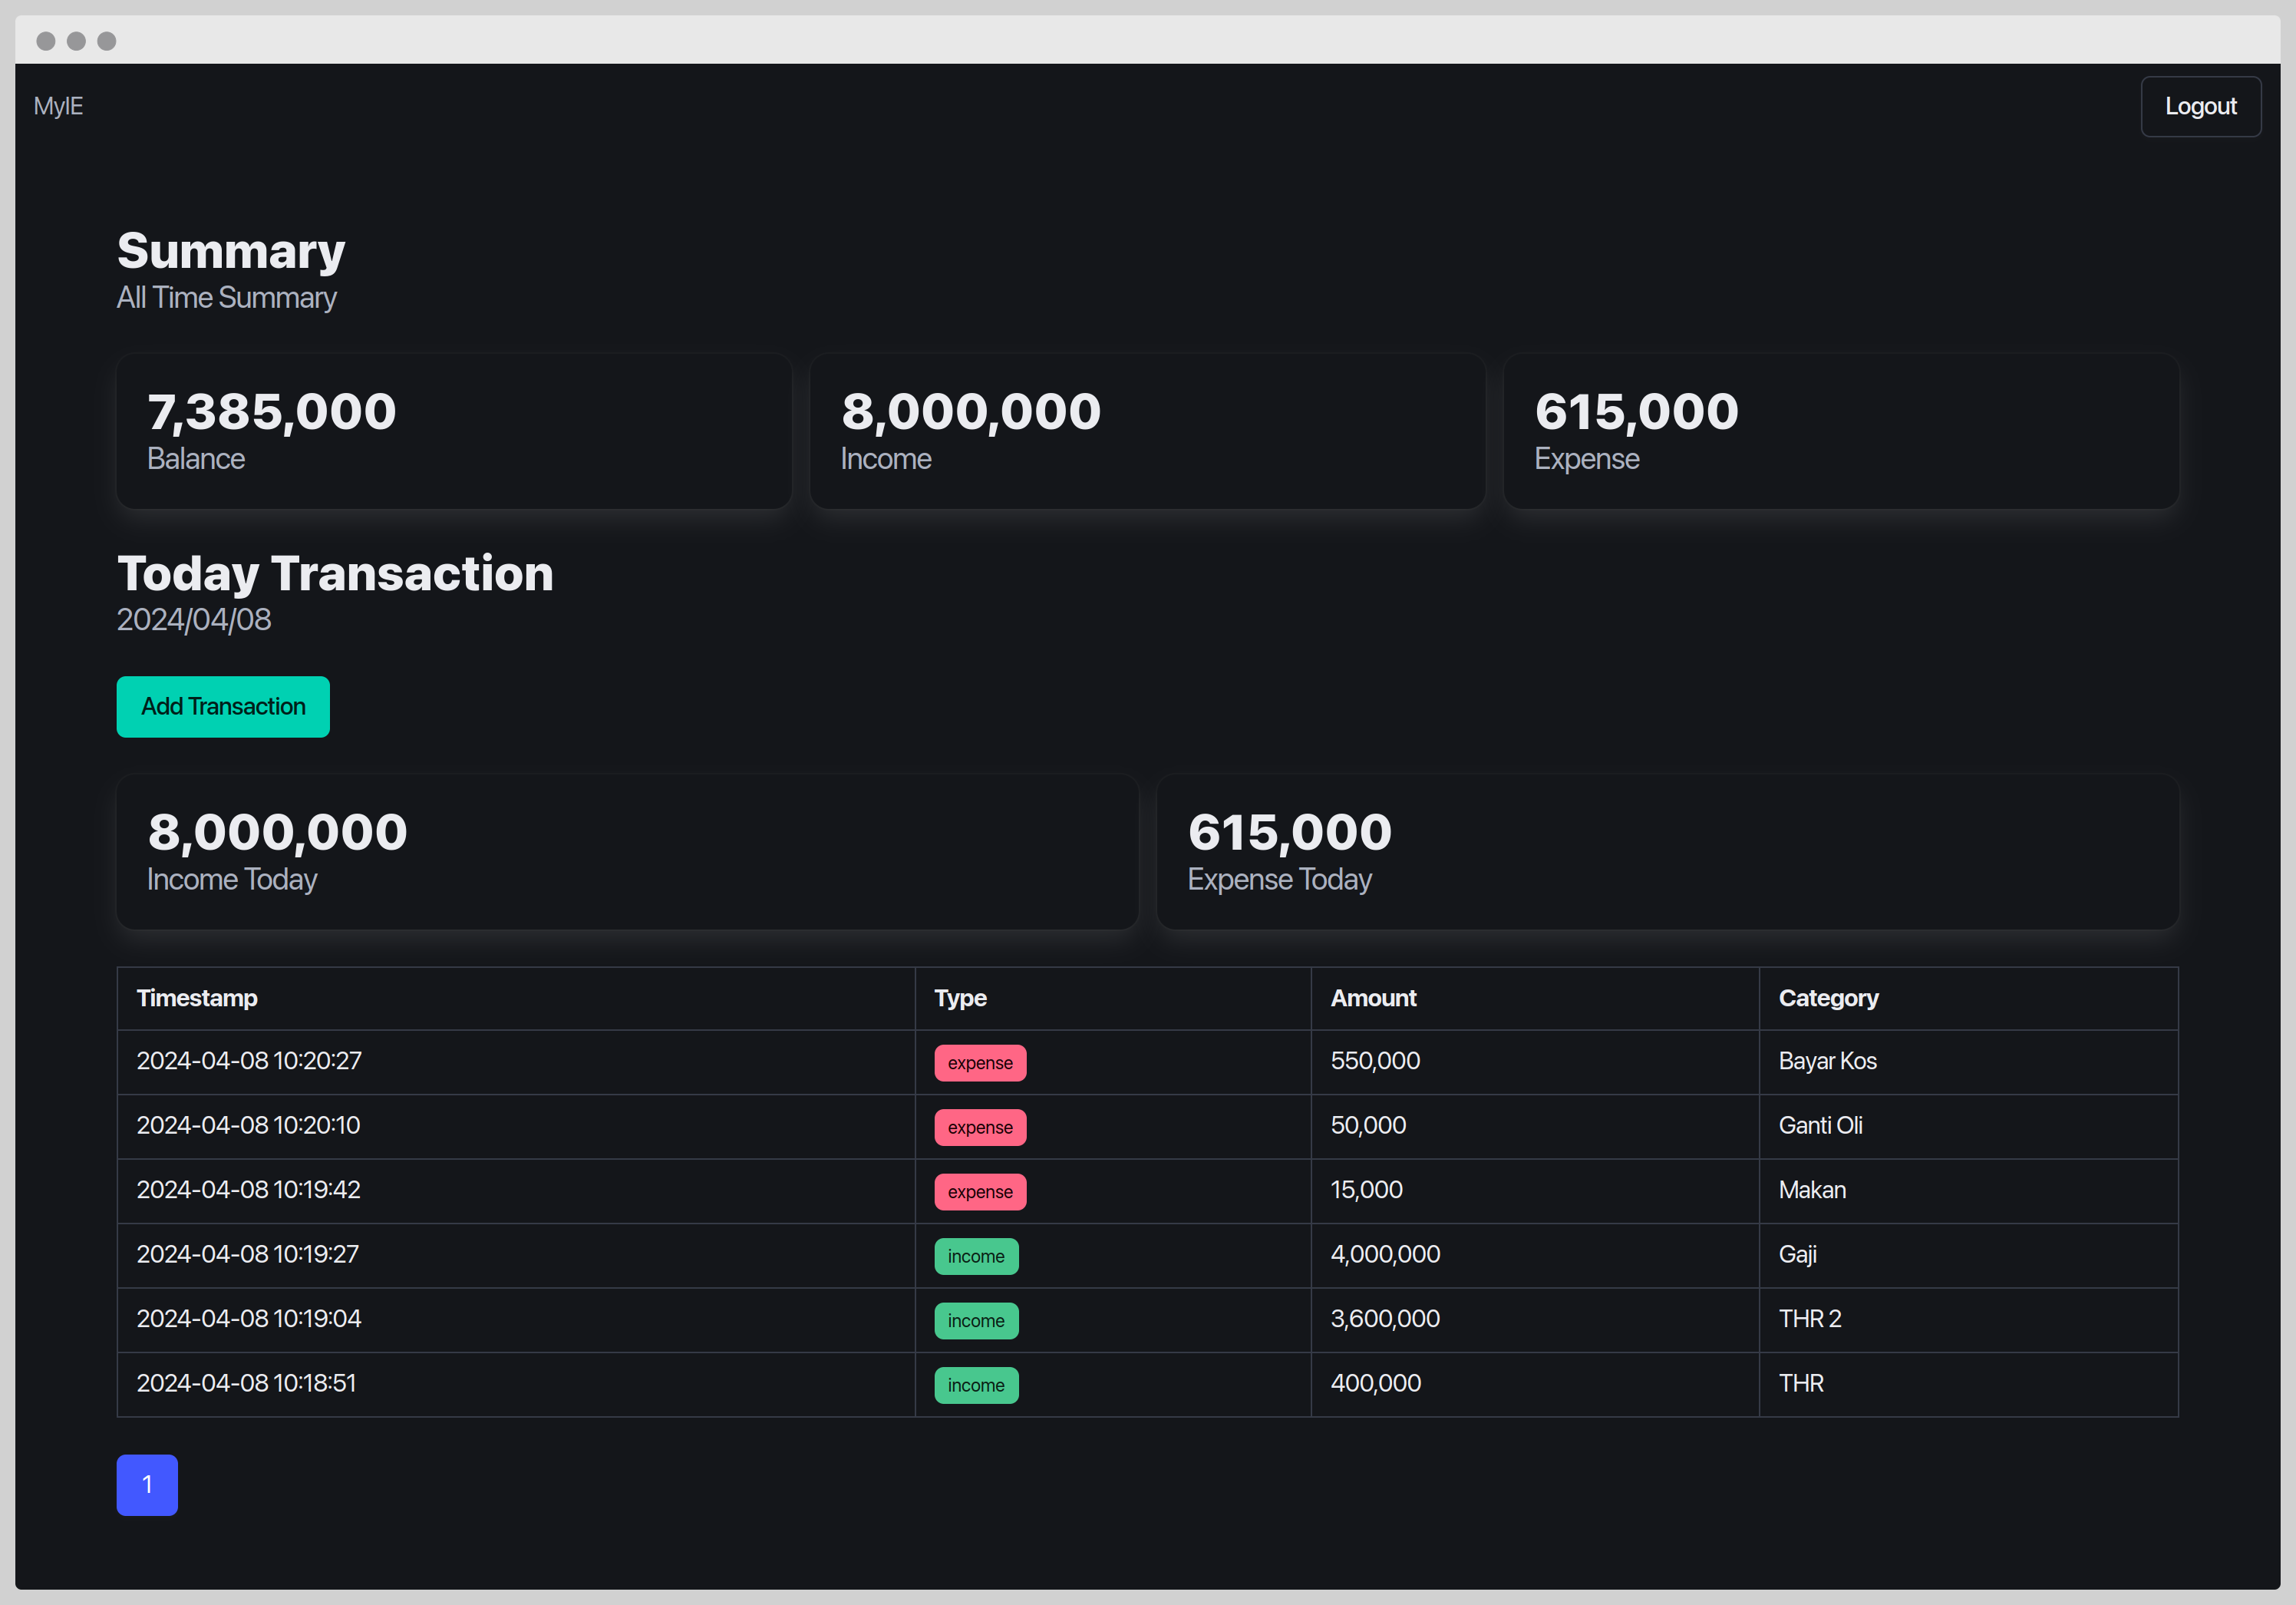 MyIE
Logout
Summary
All Time Summary
7,385,000
Balance
8,000,000
Income
615,000
Expense
Today Transaction
2024/04/08
Add Transaction
8,000,000
Income Today
615,000
Expense Today
Timestamp Type Amount Category
2024-04-08 10:20:27 expense 550,000 Bayar Kos
2024-04-08 10:20:10 expense 50,000 Ganti Oli
2024-04-08 10:19:42 expense 15,000 Makan
2024-04-08 10:19:27 income 4,000,000 Gaji
2024-04-08 10:19:04 income 3,600,000 THR 2
2024-04-08 10:18:51 income 400,000 THR
1